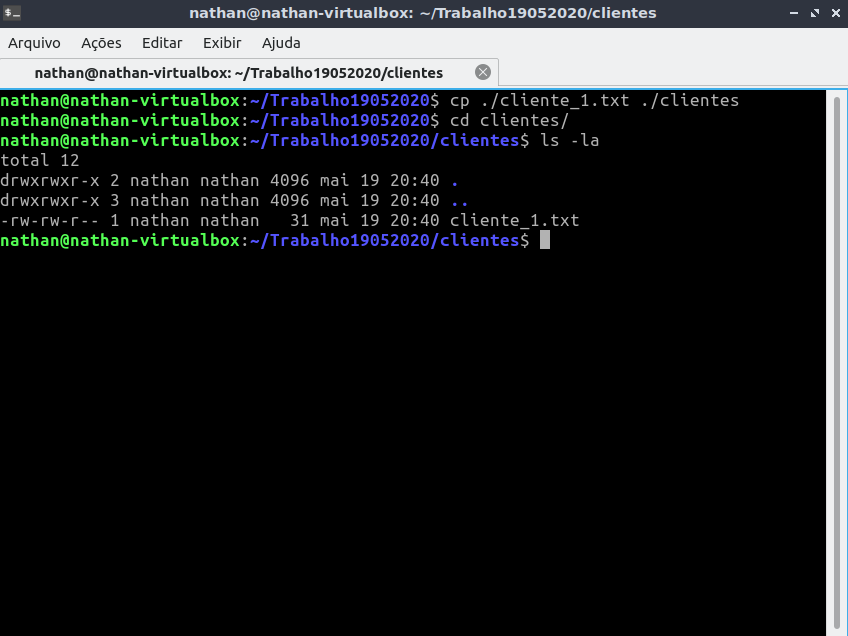 nathan@nathan-virtualbox: ~/Trabalho19052020/clientes
Arquivo Ações Editar Exibir Ajuda
nathan@nathan-virtualbox: ~/Trabalho19052020/clientes
nathan@nathan-virtualbox:~/Trabalho19052020$ cp ./cliente_1.txt ./clientes
nathan@nathan-virtualbox:~/Trabalho19052020$ cd clientes/
nathan@nathan-virtualbox:~/Trabalho19052020/clientes$ ls -la
total 12
drwxrwxr-x 2 nathan nathan 4096 mai 19 20:40 .
drwxrwxr-x 3 nathan nathan 4096 mai 19 20:40 ..
-rw-rw-r-- 1 nathan nathan   31 mai 19 20:40 cliente_1.txt
nathan@nathan-virtualbox:~/Trabalho19052020/clientes$